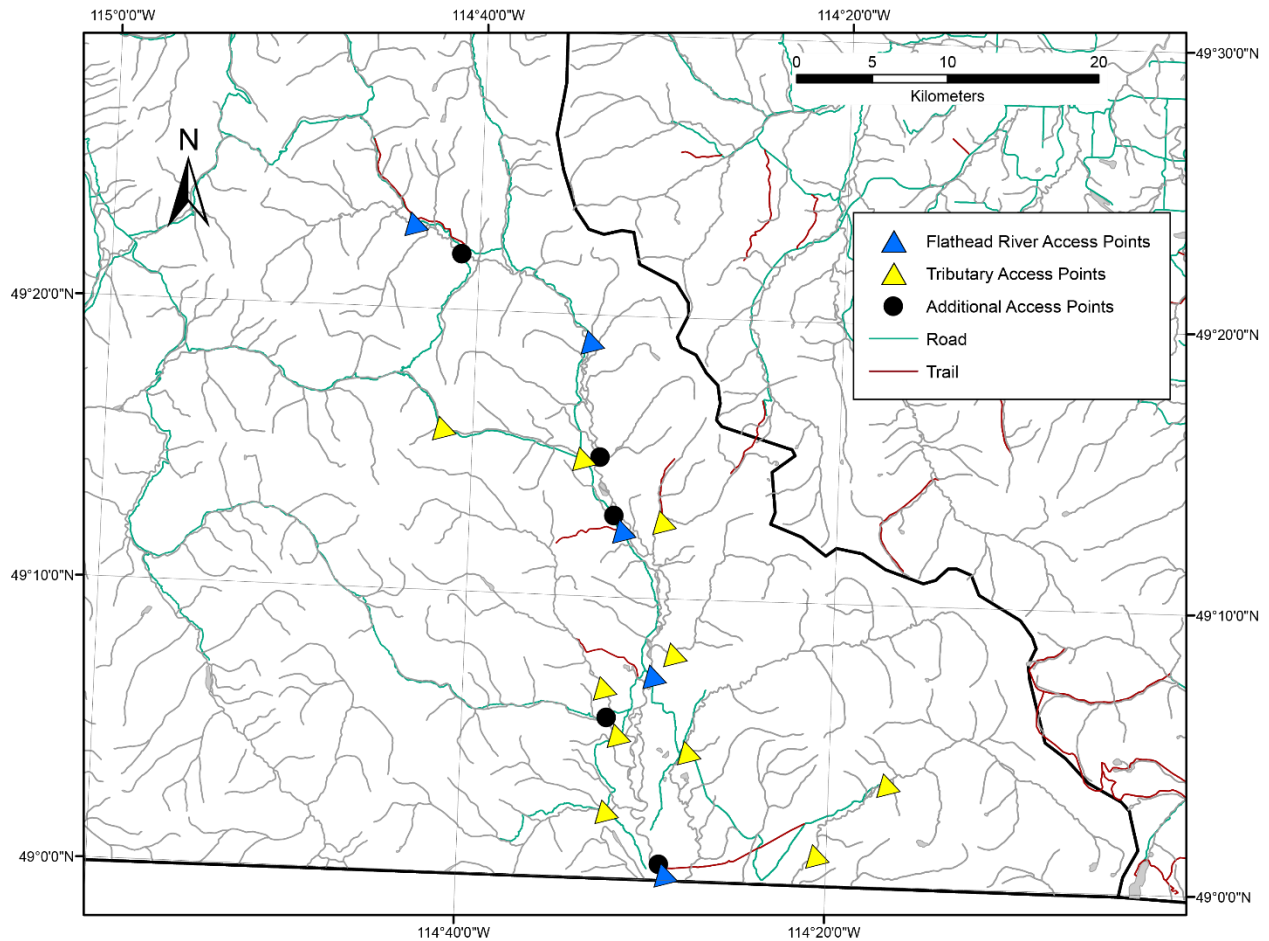 115°0'0"W 114°40'0"W 114°20'0"W
49°30'0"N
0 5 10 20
Kilometers
N
Flathead River Access Points
Tributary Access Points
Additional Access Points
Road
Trail
49°20'0"N 49°20'0"N
49°10'0"N 49°10'0"N
49°0'0"N 49°0'0"N
114°40'0"W 114°20'0"W